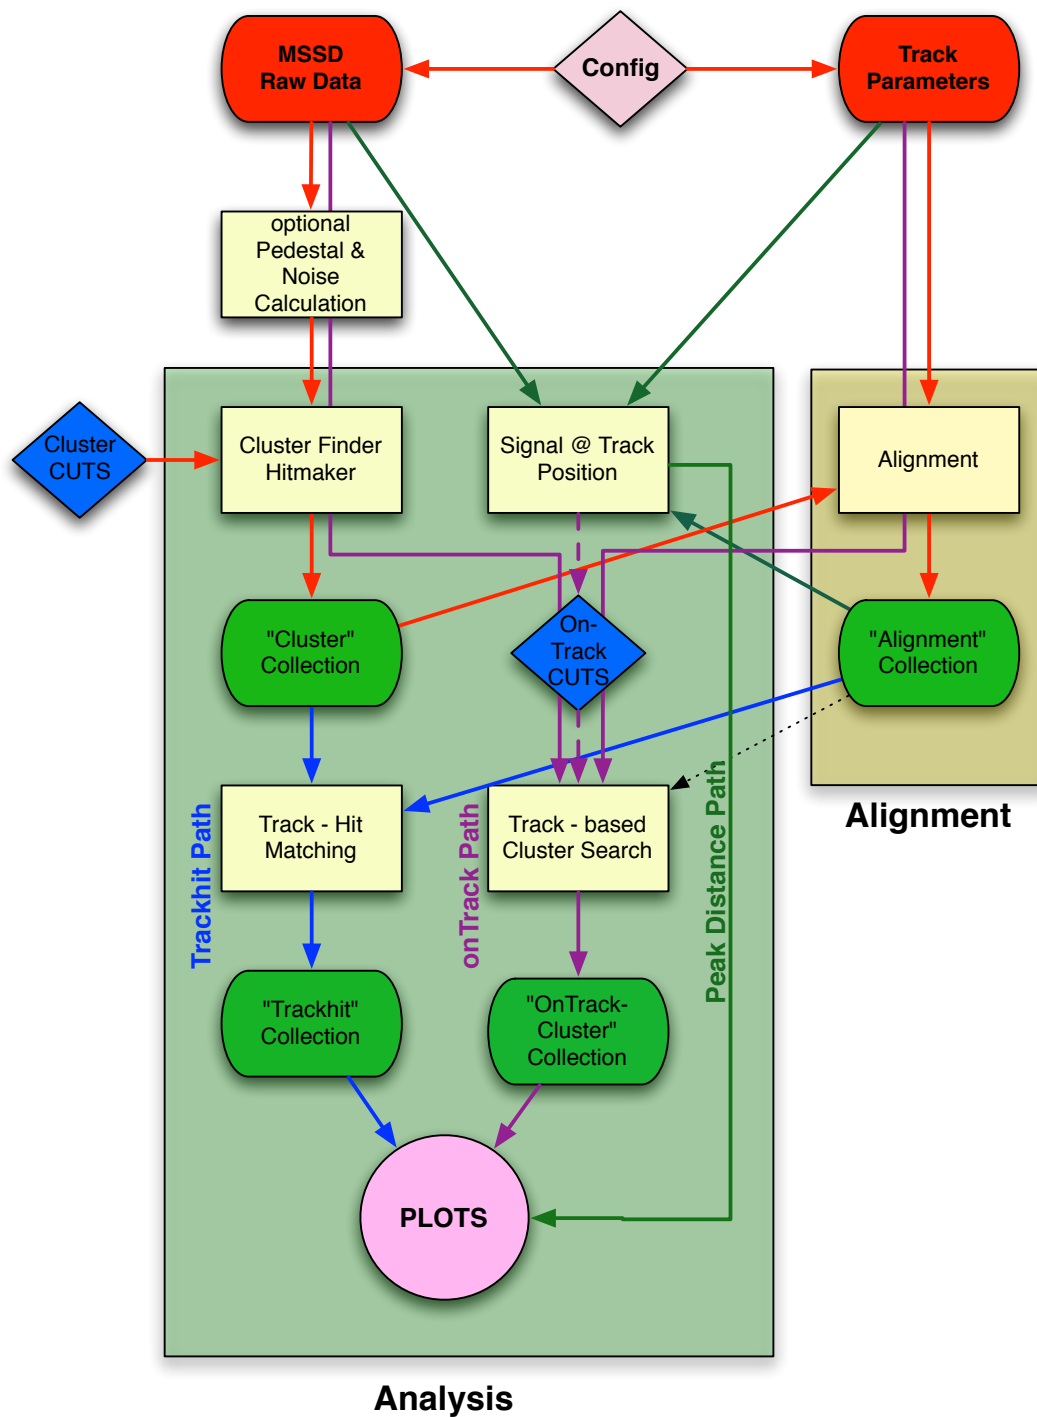 MSSD
Raw Data
Config
Track
Parameters
optional
Pedestal &
Noise
Calculation
Cluster
CUTS
Cluster Finder
Hitmaker
Signal @ Track
Position
Alignment
"Cluster"
Collection
On-
Track
CUTS
"Alignment"
Collection
Trackhit Path
Track - Hit
Matching
onTrack Path
Track - based
Cluster Search
Peak Distance Path
Alignment
"Trackhit"
Collection
"OnTrack-
Cluster"
Collection
PLOTS
Analysis